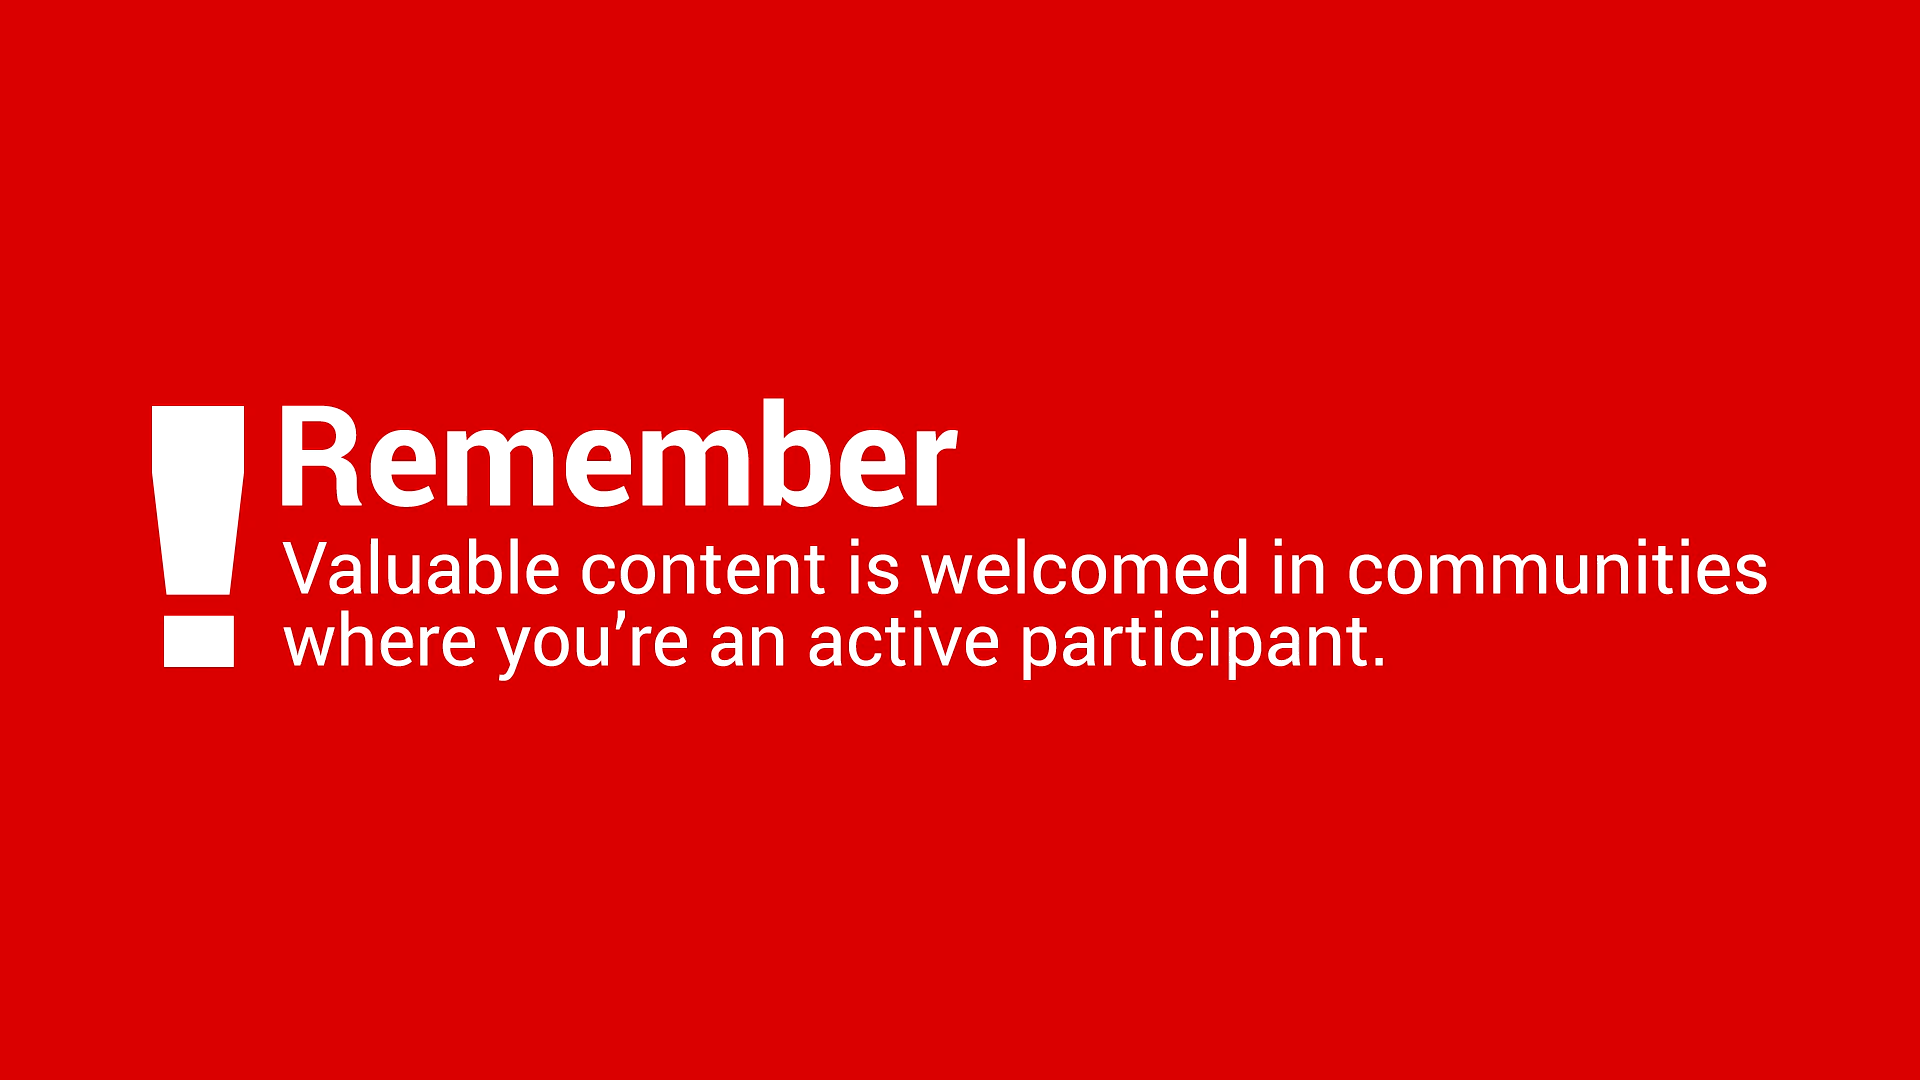 ! Remember
Valuable content is welcomed in communities
where you’re an active participant.